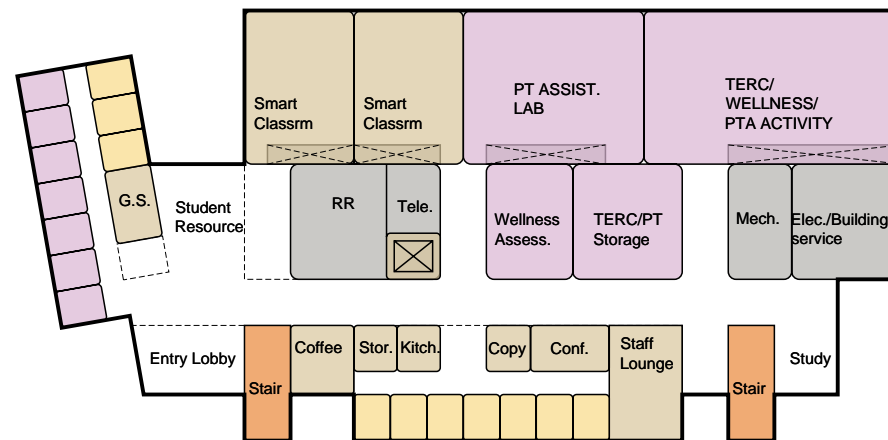 Smart
Classrm
Smart
Classrm
PT ASSIST.
LAB
TERC/
WELLNESS/
PTA ACTIVITY
G.S.
Student
Resource
RR
Tele.
Wellness
Assess.
TERC/PT
Storage
Mech.
Elec./Building
service
Entry Lobby
Stair
Coffee
Stor.
Kitch.
Copy
Conf.
Staff
Lounge
Stair
Study